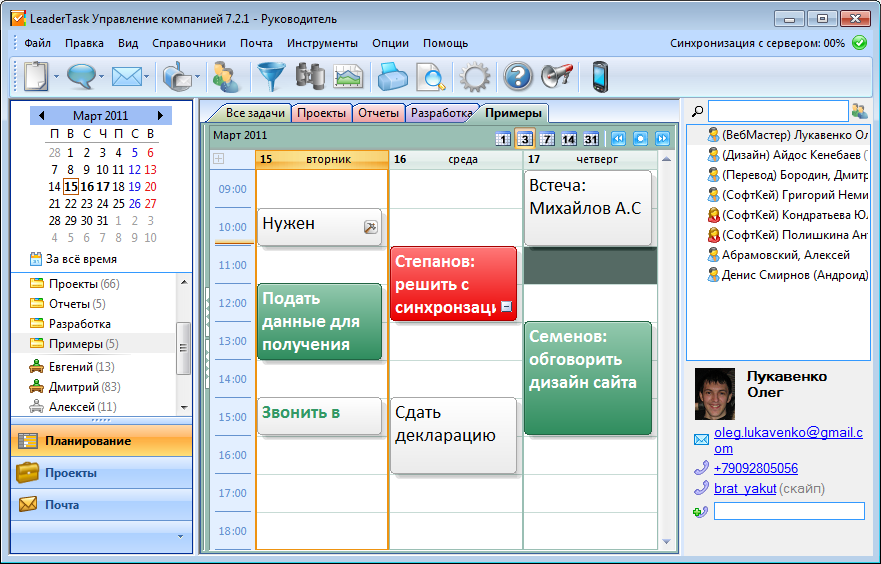 LeaderTask Управление компанией 7.2.1 - Руководитель
Файл Правка Вид Справочники Почта Инструменты Опции Помощь
Синхронизация с сервером: 00%
Март 2011
П В С Ч П С В
28 1 2 3 4 5 6
7 8 9 10 11 12 13
14 15 16 17 18 19 20
21 22 23 24 25 26 27
28 29 30 31 1 2 3
4 5 6 7 8 9 10
За всё время
Проекты (66)
Отчеты (5)
Разработка
Примеры (5)
Евгений (13)
Дмитрий (83)
Алексей (11)
Планирование
Проекты
Почта
Все задачи Проекты Отчеты Разработка Примеры
Март 2011
1 3 7 14 31
15 вторник 16 среда 17 четверг
09:00
10:00
11:00
12:00
13:00
14:00
15:00
16:00
17:00
18:00
Нужен
Подать
данные для
получения
Звонить в
Степанов:
решить с
синхронзаци
Сдать
декларацию
Встеча:
Михайлов А.С
Семенов:
обговорить
дизайн сайта
(ВебМастер) Лукавенко Ол
(Дизайн) Айдос Кенебаев (
(Перевод) Бородин, Дмитр
(СофтКей) Григорий Неми
(СофтКей) Кондратьева Ю.
(СофтКей) Полишкина Ан
Абрамовский, Алексей
Денис Смирнов (Андроид)
Лукавенко
Олег
oleg.lukavenko@gmail.c
om
+79092805056
brat_yakut (скайп)